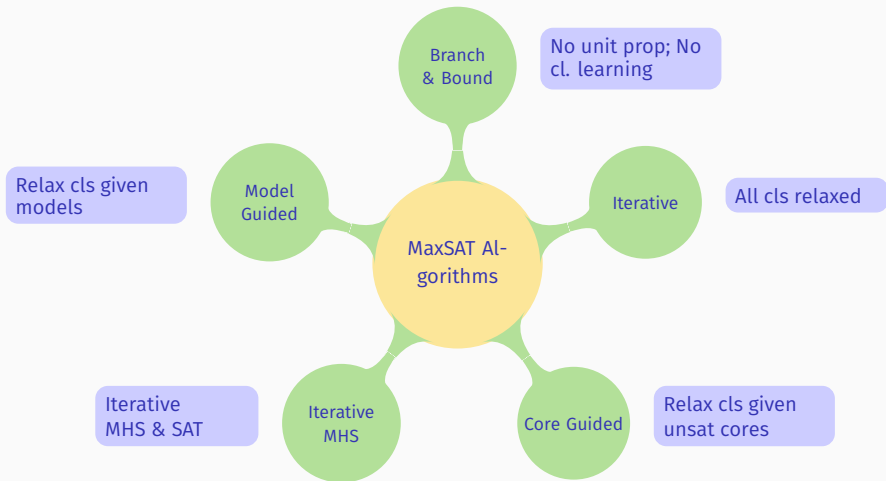 Branch
& Bound
No unit prop; No
cl. learning
Relax cls given
models
Model
Guided
Iterative
All cls relaxed
MaxSAT Al-
gorithms
Iterative
MHS & SAT
Iterative
MHS
Core Guided
Relax cls given
unsat cores